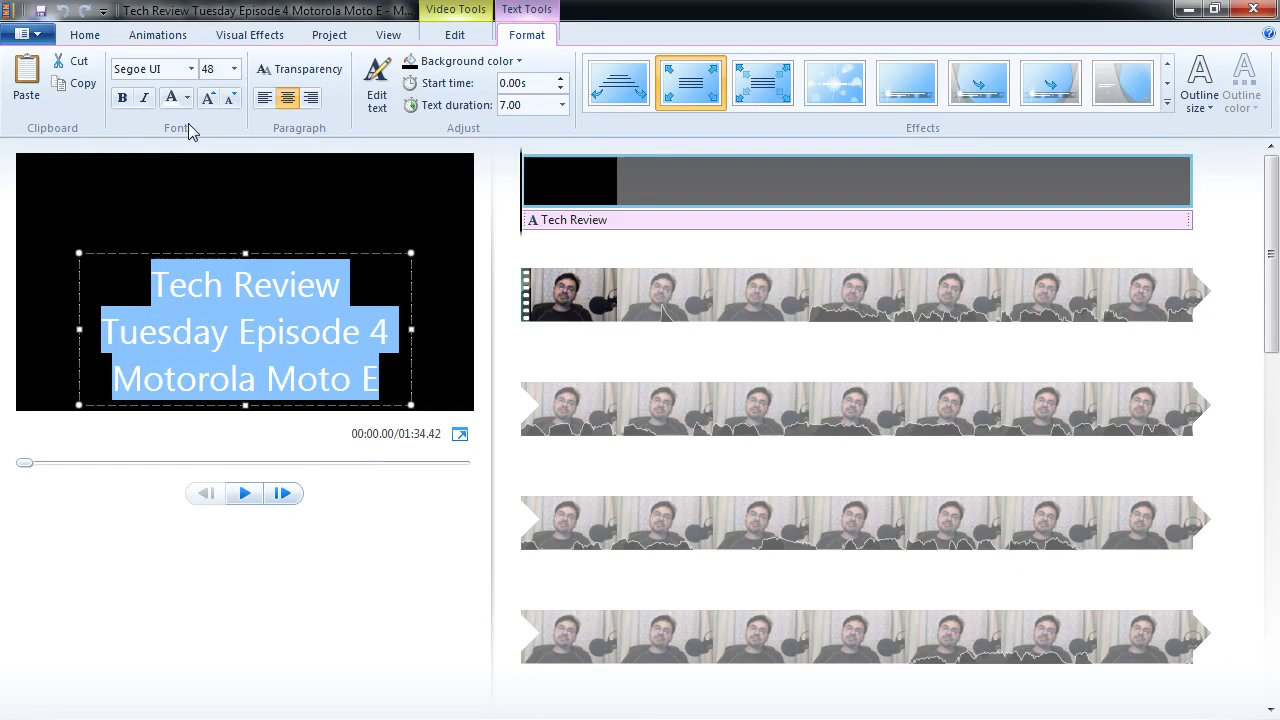 Tech Review Tuesday Episode 4 Motorola Moto E - M...
Video Tools
Text Tools
Home
Animations
Visual Effects
Project
View
Edit
Format
Paste
Cut
Copy
Clipboard
Segoe UI
48
B I A A A
Font
Transparency
Paragraph
Edit
text
Background color
Start time:
0.00s
Text duration:
7.00
Adjust
Effects
Outline
size
Outline
color
Tech Review
Tuesday Episode 4
Motorola Moto E
00:00.00/01:34.42
A Tech Review